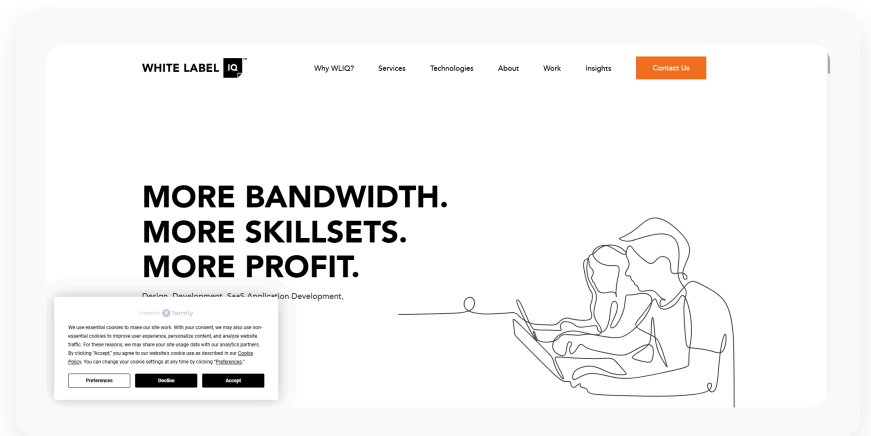 WHITE LABEL IQ™
Why WLIQ?
Services
Technologies
About
Work
Insights
Contact Us
MORE BANDWIDTH.
MORE SKILLSETS.
MORE PROFIT.
Design, Development, SaaS Application Development,
Powered by Termly
We use essential cookies to make our site work. With your consent, we may also use non-
essential cookies to improve user experience, personalize content, and analyze website
traffic. For these reasons, we may share your site usage data with our analytics partners.
By clicking "Accept," you agree to our website's cookie use as described in our Cookie
Policy. You can change your cookie settings at any time by clicking "Preferences."
Preferences
Decline
Accept